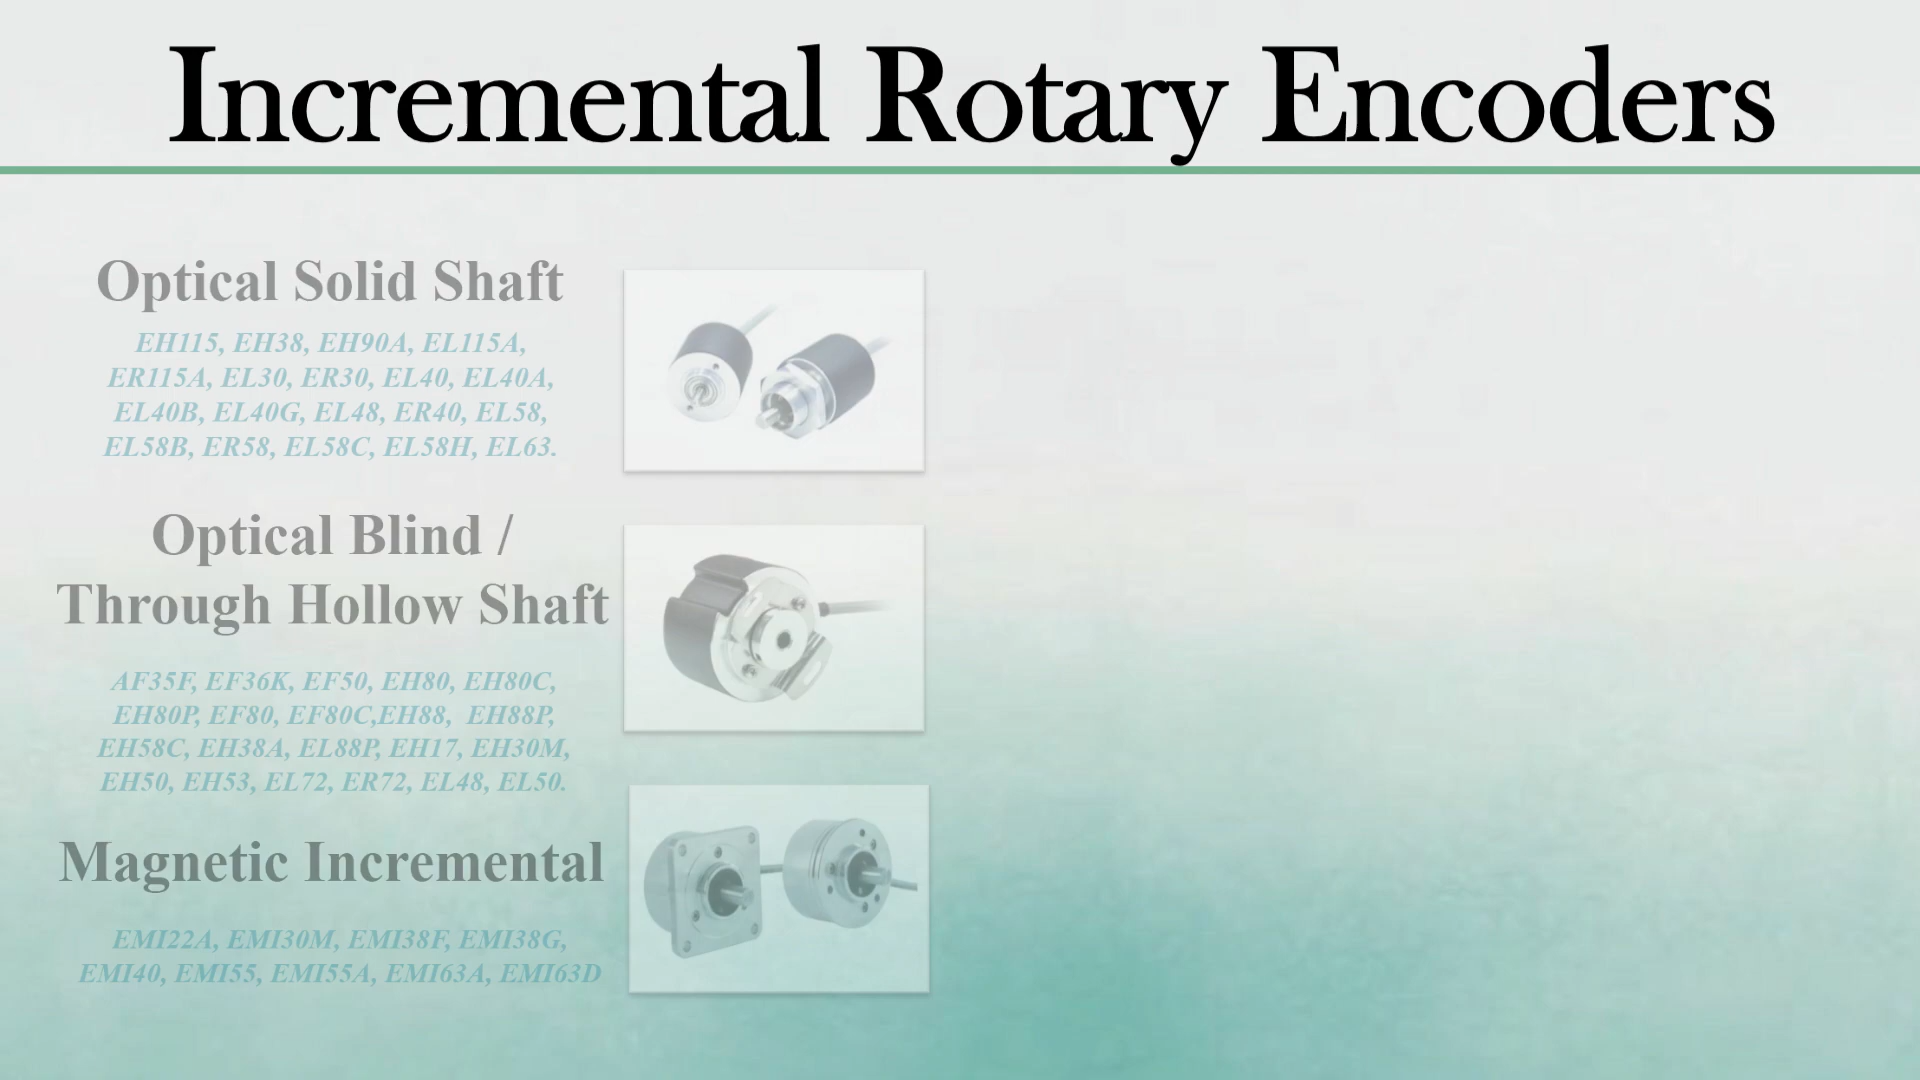 Incremental Rotary Encoders
Optical Solid Shaft
EH115, EH38, EH90A, EL115A,
ER115A, EL30, ER30, EL40, EL40A,
EL40B, EL40G, EL48, ER40, EL58,
EL58B, ER58, EL58C, EL58H, EL63.
Optical Blind /
Through Hollow Shaft
AF35F, EF36K, EF50, EH80, EH80C,
EH80P, EF80, EF80C,EH88,  EH88P,
EH58C, EH38A, EL88P, EH17, EH30M,
EH50, EH53, EL72, ER72, EL48, EL50.
Magnetic Incremental
EMI22A, EMI30M, EMI38F, EMI38G,
EMI40, EMI55, EMI55A, EMI63A, EMI63D